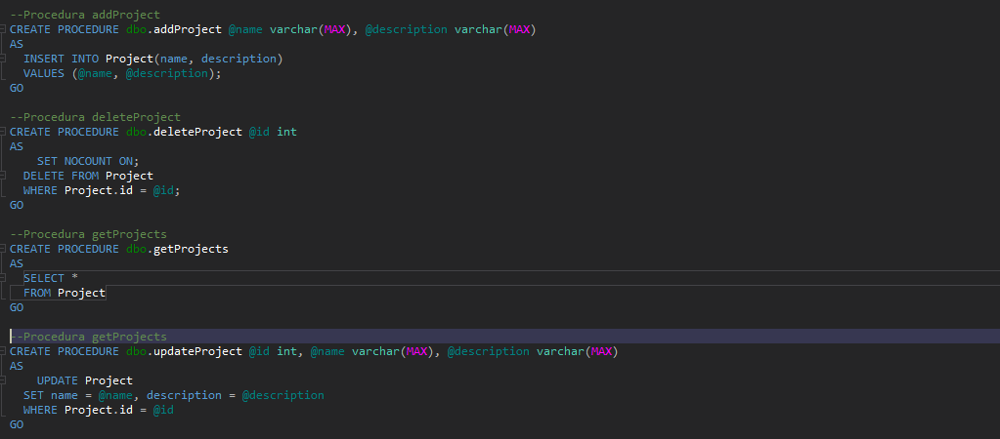 --Procedura addProject
CREATE PROCEDURE dbo.addProject @name varchar(MAX), @description varchar(MAX)
AS
  INSERT INTO Project(name, description)
  VALUES (@name, @description);
GO

--Procedura deleteProject
CREATE PROCEDURE dbo.deleteProject @id int
AS
    SET NOCOUNT ON;
  DELETE FROM Project
  WHERE Project.id = @id;
GO

--Procedura getProjects
CREATE PROCEDURE dbo.getProjects
AS
  SELECT *
  FROM Project
GO

--Procedura getProjects
CREATE PROCEDURE dbo.updateProject @id int, @name varchar(MAX), @description varchar(MAX)
AS
    UPDATE Project
  SET name = @name, description = @description
  WHERE Project.id = @id
GO